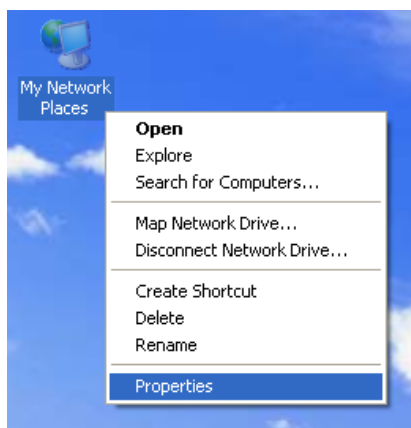 My Network
Places
Open
Explore
Search for Computers...
Map Network Drive...
Disconnect Network Drive...
Create Shortcut
Delete
Rename
Properties